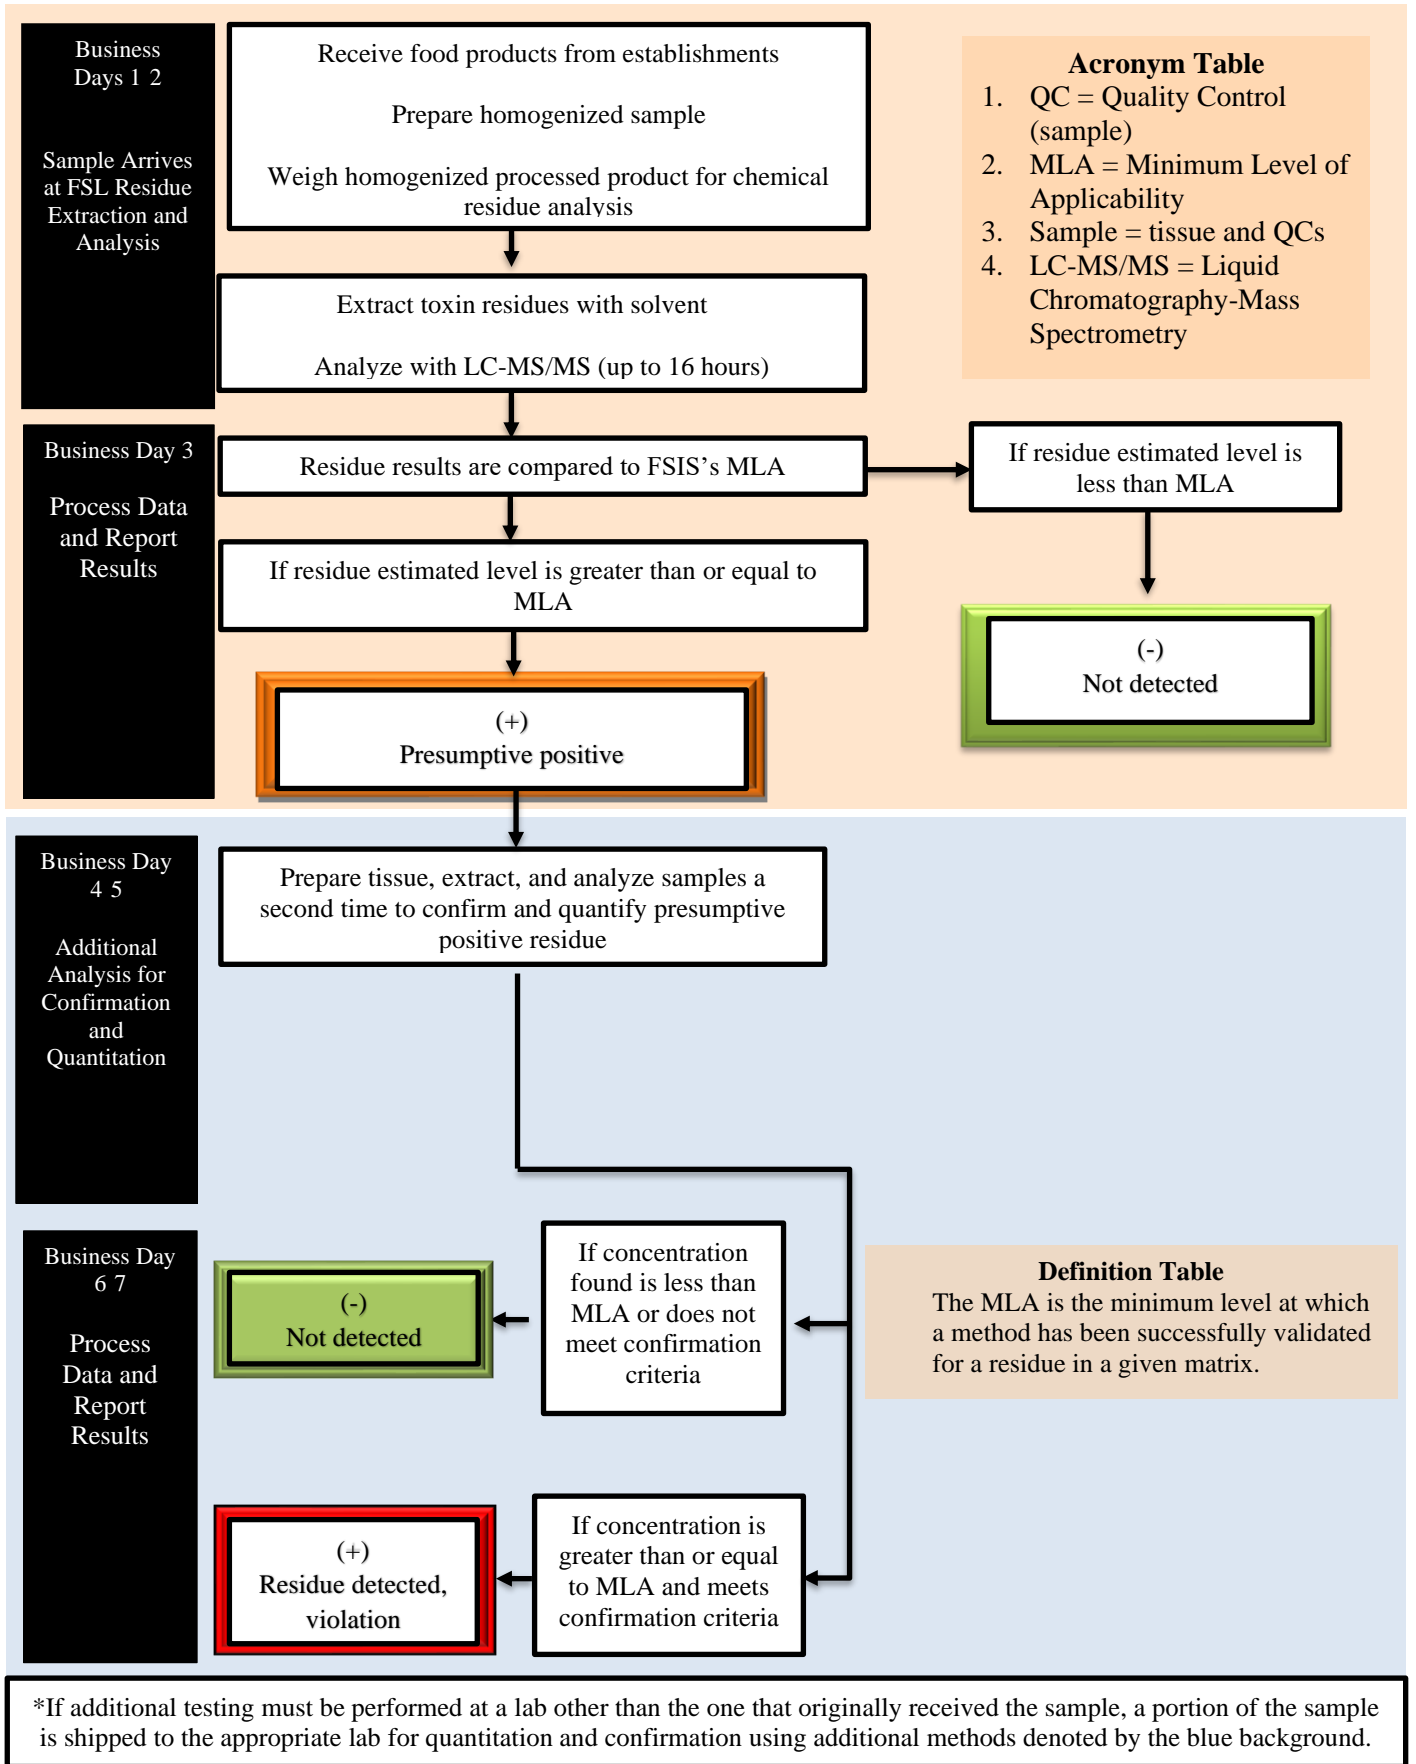 Business
Days 1 2
Sample Arrives
at FSL Residue
Extraction and
Analysis
Receive food products from establishments
Prepare homogenized sample
Weigh homogenized processed product for chemical
residue analysis
Acronym Table
1. QC = Quality Control
(sample)
2. MLA = Minimum Level of
Applicability
3. Sample = tissue and QCs
4. LC-MS/MS = Liquid
Chromatography-Mass
Spectrometry
Extract toxin residues with solvent
Analyze with LC-MS/MS (up to 16 hours)
Business Day 3
Process Data
and Report
Results
Residue results are compared to FSIS’s MLA
If residue estimated level is
less than MLA
If residue estimated level is greater than or equal to
MLA
(-)
Not detected
(+)
Presumptive positive
Business Day
4 5
Additional
Analysis for
Confirmation
and
Quantitation
Prepare tissue, extract, and analyze samples a
second time to confirm and quantify presumptive
positive residue
Business Day
6 7
Process
Data and
Report
Results
(-)
Not detected
If concentration
found is less than
MLA or does not
meet confirmation
criteria
Definition Table
The MLA is the minimum level at which
a method has been successfully validated
for a residue in a given matrix.
(+)
Residue detected,
violation
If concentration is
greater than or equal
to MLA and meets
confirmation criteria
*If additional testing must be performed at a lab other than the one that originally received the sample, a portion of the sample
is shipped to the appropriate lab for quantitation and confirmation using additional methods denoted by the blue background.